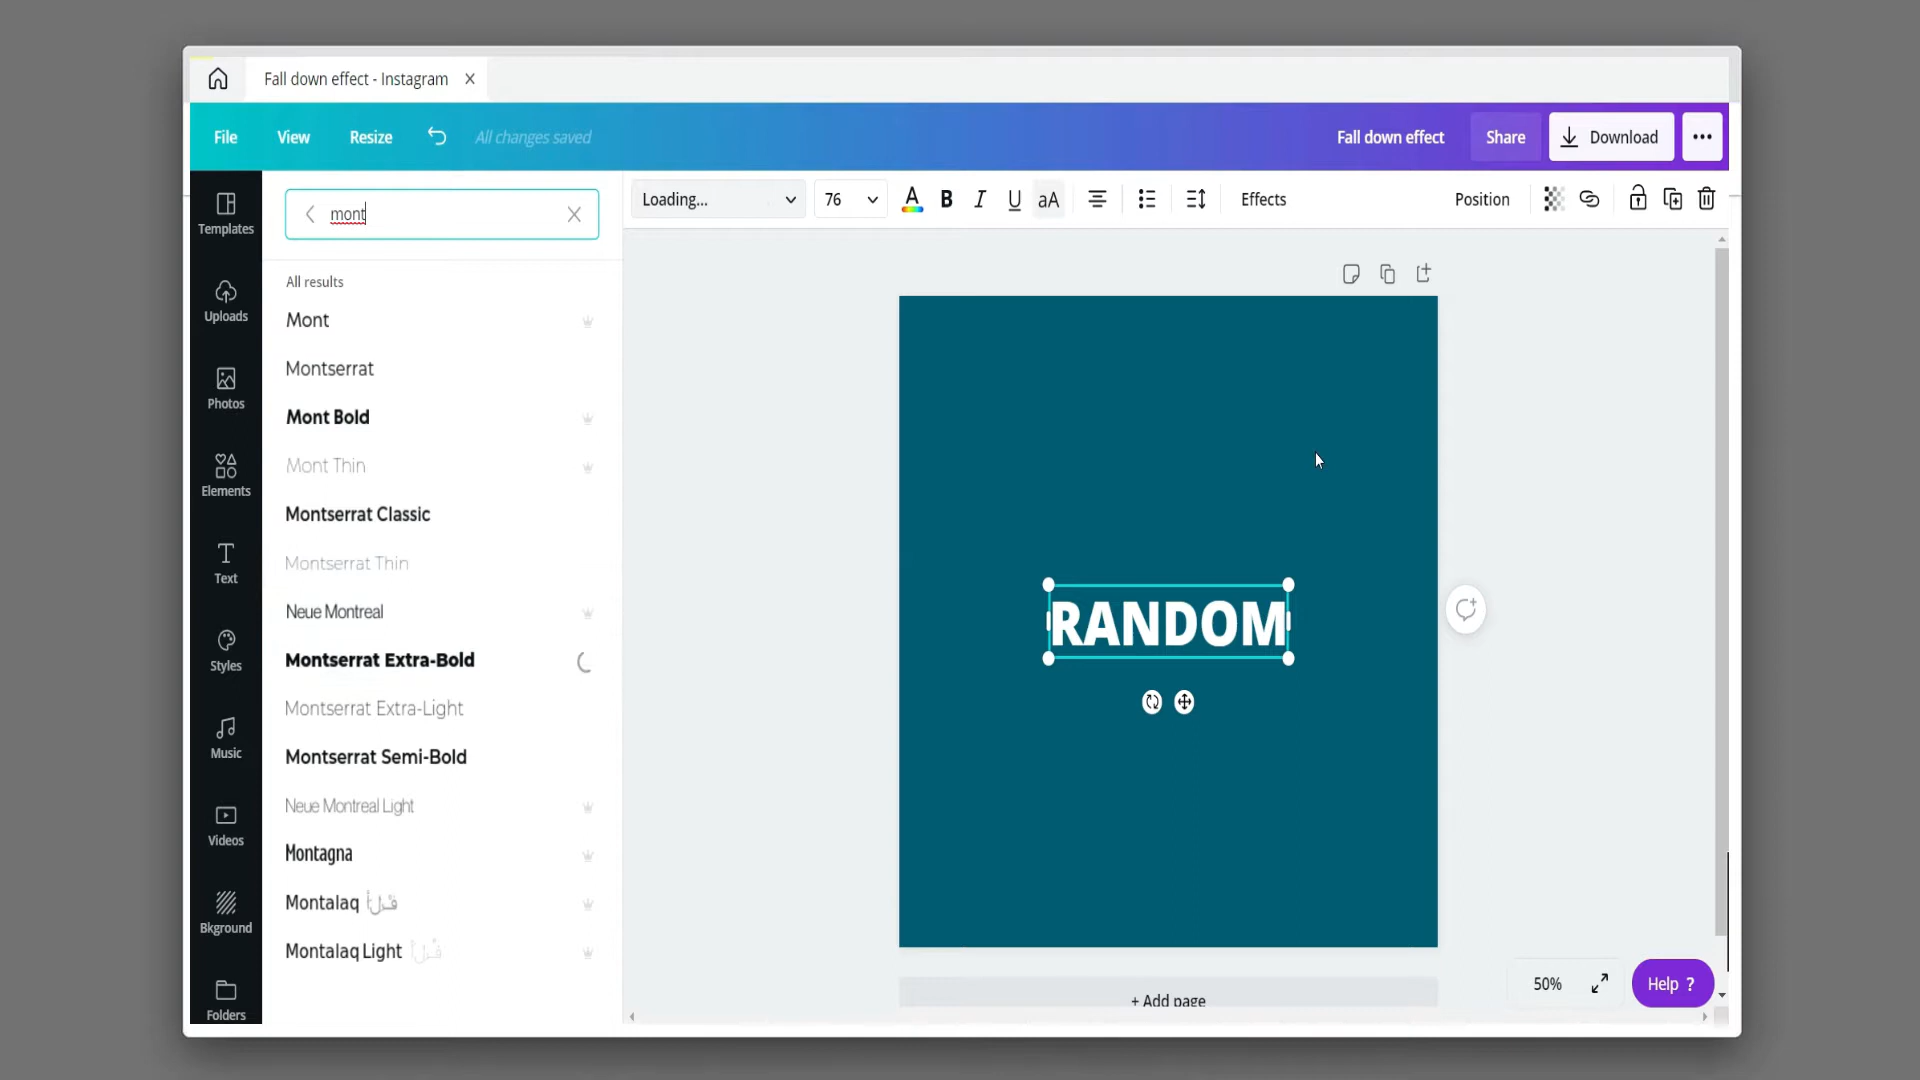 Fall down effect - Instagram
File View Resize All changes saved Fall down effect Share Download
Templates
Uploads
Photos
Elements
Text
Styles
Music
Videos
Bkground
Folders
mont
All results
Mont
Montserrat
Mont Bold
Mont Thin
Montserrat Classic
Montserrat Thin
Neue Montreal
Montserrat Extra-Bold
Montserrat Extra-Light
Montserrat Semi-Bold
Neue Montreal Light
Montagna
Montalaq
Montalaq Light
Loading... 76 A B I U aA Effects Position
RANDOM
+ Add page
50% Help ?